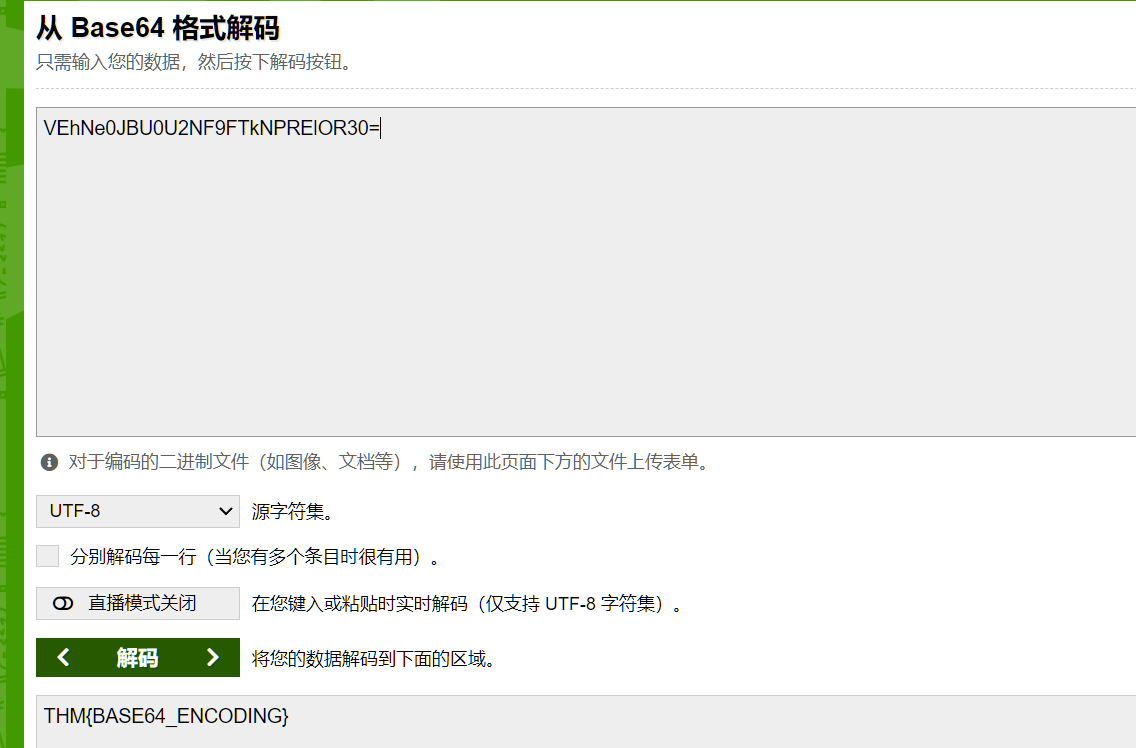 从 Base64 格式解码
只需输入您的数据，然后按下解码按钮。
VEhNe0JBU0U2NF9FTkNPRElOR30=
对于编码的二进制文件（如图像、文档等），请使用此页面下方的文件上传表单。
UTF-8 源字符集。
分别解码每一行（当您有多个条目时很有用）。
直播模式关闭 在您键入或粘贴时实时解码（仅支持 UTF-8 字符集）。
解码 将您的数据解码到下面的区域。
THM{BASE64_ENCODING}